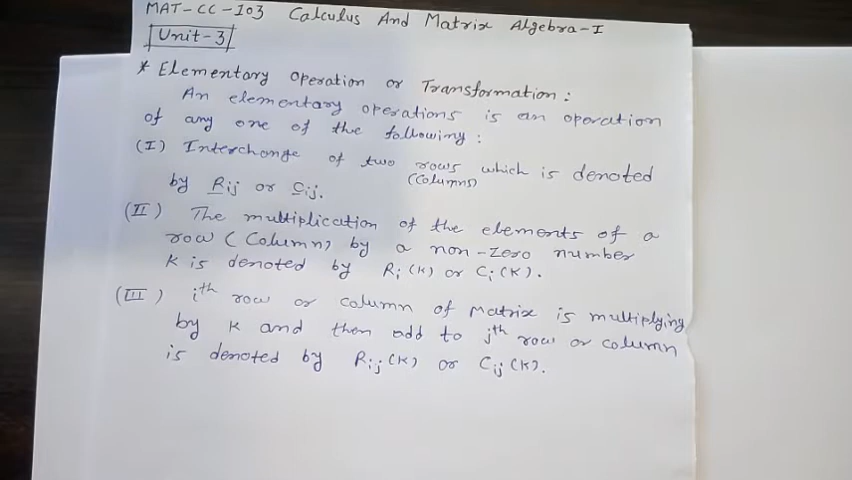 MAT-CC-103 Calculus And Matrix Algebra-I
Unit-3
* Elementary operation or Transformation:
An elementary operations is an operation
of any one of the following:
(I) Interchange of two rows which is denoted
(columns)
by Rij or Cij.
(II) The multiplication of the elements of a
row (Column) by a non-zero number
K is denoted by Ri(K) or Ci(K).
(III) ith row or column of matrix is multiplying
by K and then add to jth row or column
is denoted by Rij(K) or Cij(K).